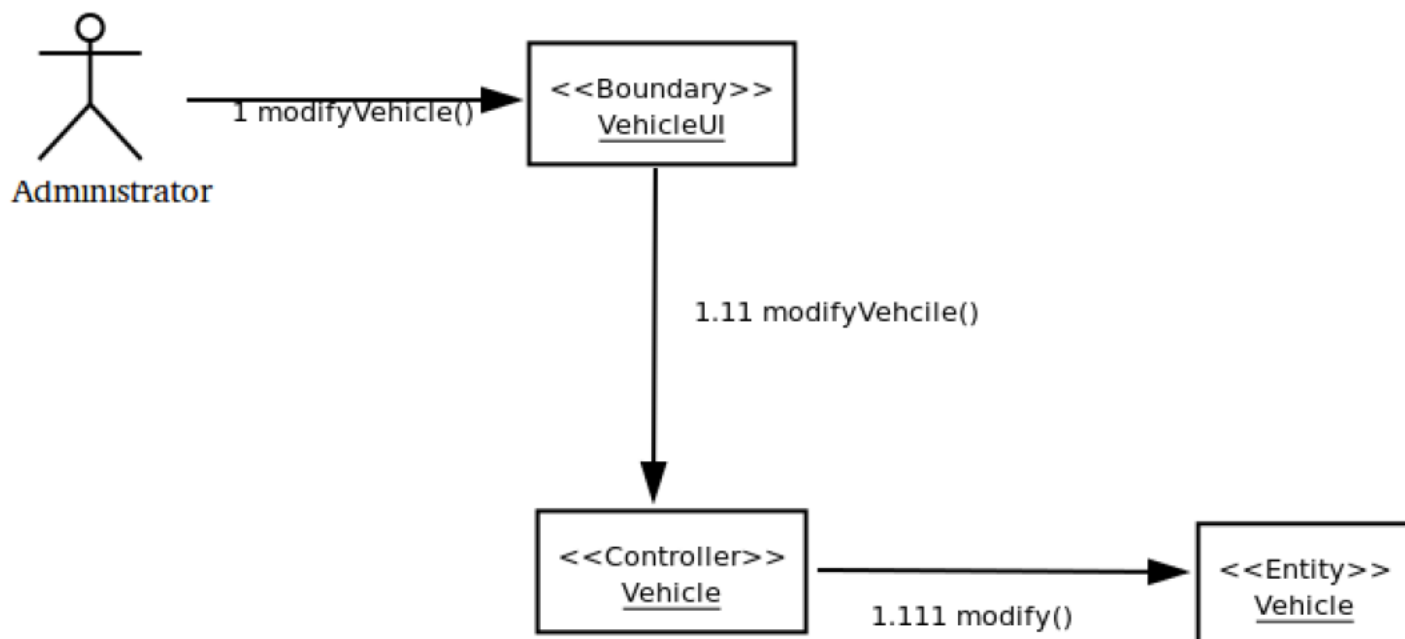 <<Boundary>>
1 modifyVehicle()
VehicleUI
Administrator
1.11 modifyVehcile()
<<Controller>>
Vehicle
<<Entity>>
Vehicle
1.111 modify()